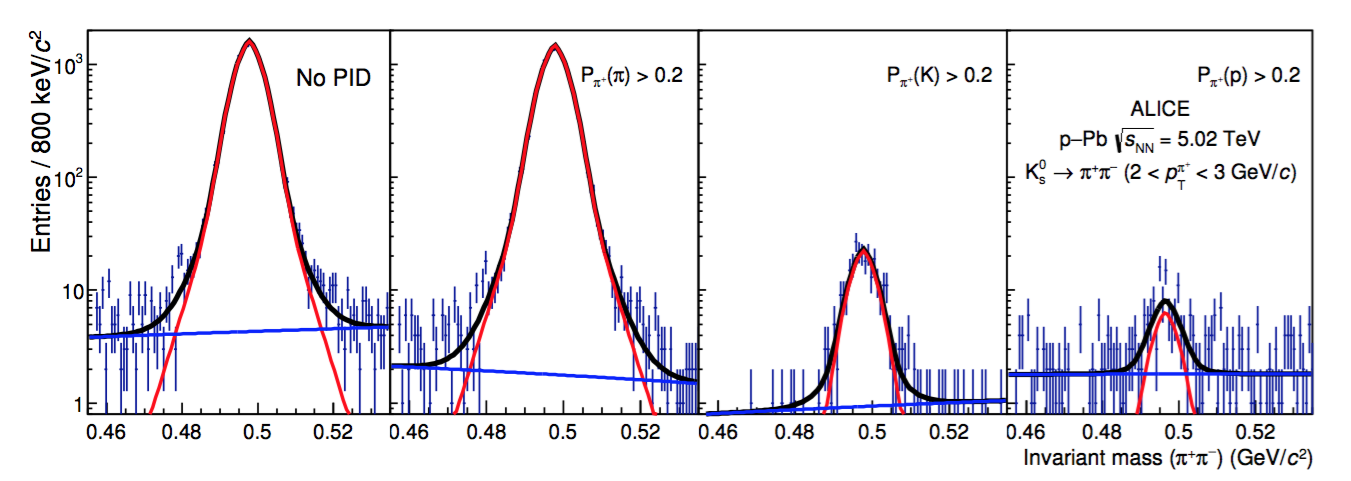 Entries / 800 keV/c²
10³
10²
10
1
No PID
P_π⁺(π) > 0.2
P_π⁺(K) > 0.2
P_π⁺(p) > 0.2
ALICE
p–Pb √s_NN = 5.02 TeV
K⁰_s → π⁺π⁻ (2 < p_T^π⁺ < 3 GeV/c)
0.46 0.48 0.5 0.52
0.46 0.48 0.5 0.52
0.46 0.48 0.5 0.52
0.46 0.48 0.5 0.52
Invariant mass (π⁺π⁻) (GeV/c²)